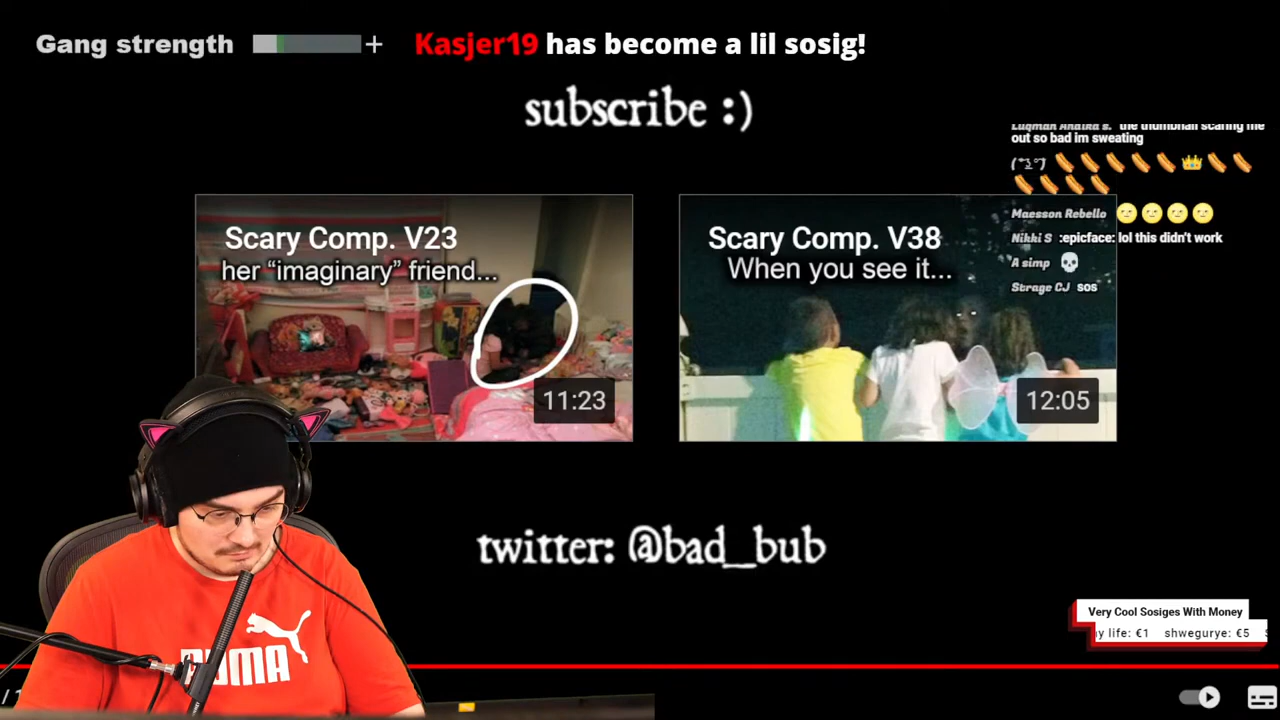 Gang strength
Kasjer19 has become a lil sosig!
subscribe :)
Luqman Andika s. the thumbnail scaring me
out so bad im sweating
Maesson Rebello
Nikki S :epicface: lol this didn't work
A simp
Strage CJ sos
Scary Comp. V23
her “imaginary” friend...
11:23
Scary Comp. V38
When you see it...
12:05
twitter: @bad_bub
PUMA
Very Cool Sosiges With Money
life: €1 shwegurye: €5